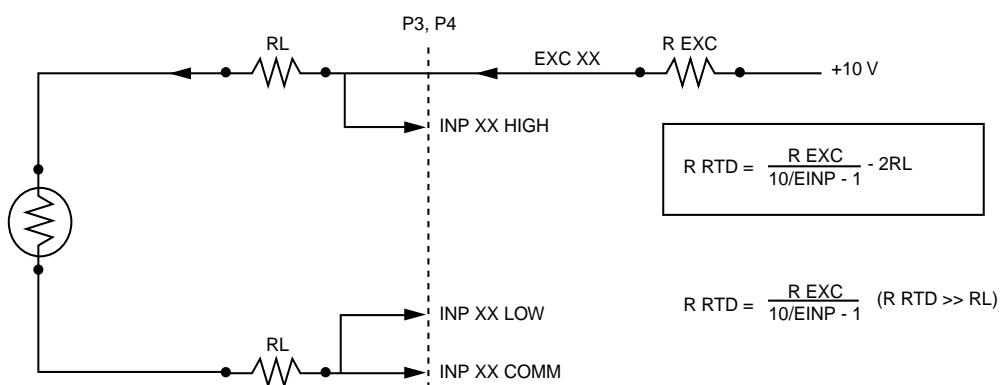 P3, P4
RL
EXC XX
R EXC
+10 V
INP XX HIGH
R RTD = R EXC / 10/EINP - 1 - 2RL
RL
INP XX LOW
INP XX COMM
R RTD = R EXC / 10/EINP - 1 (R RTD >> RL)